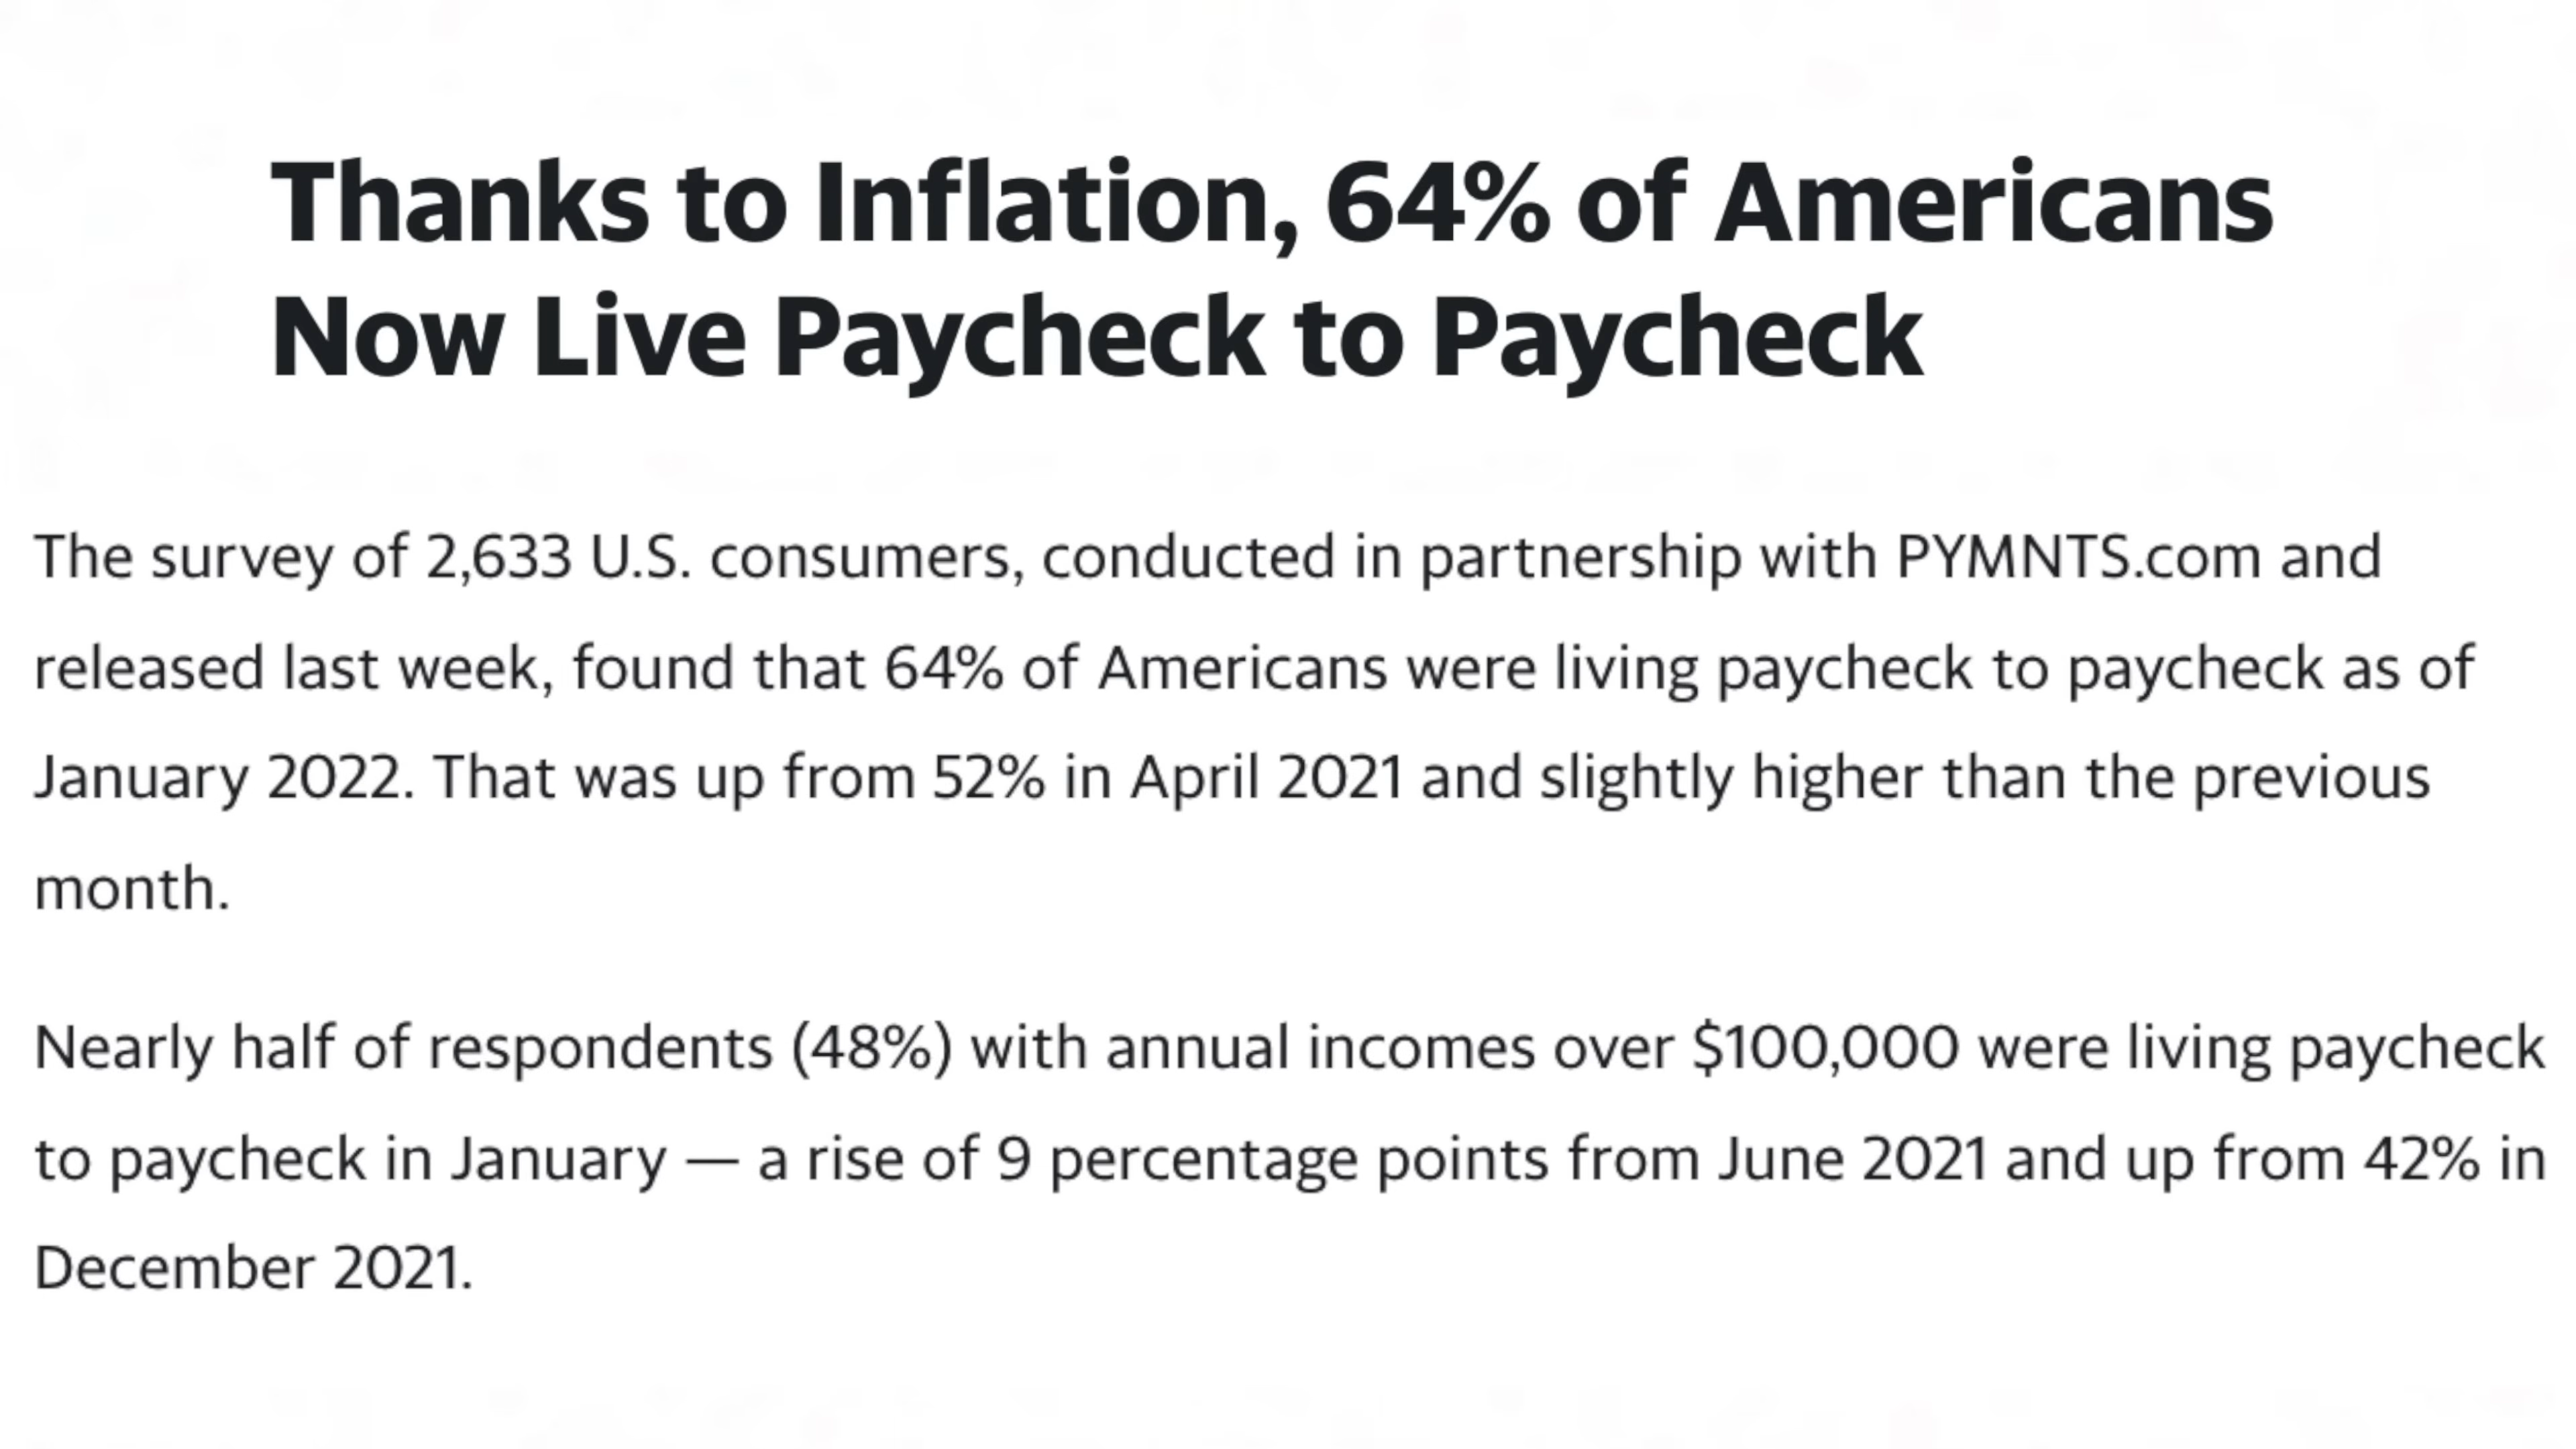 Thanks to Inflation, 64% of Americans
Now Live Paycheck to Paycheck
The survey of 2,633 U.S. consumers, conducted in partnership with PYMNTS.com and
released last week, found that 64% of Americans were living paycheck to paycheck as of
January 2022. That was up from 52% in April 2021 and slightly higher than the previous
month.
Nearly half of respondents (48%) with annual incomes over $100,000 were living paycheck
to paycheck in January — a rise of 9 percentage points from June 2021 and up from 42% in
December 2021.